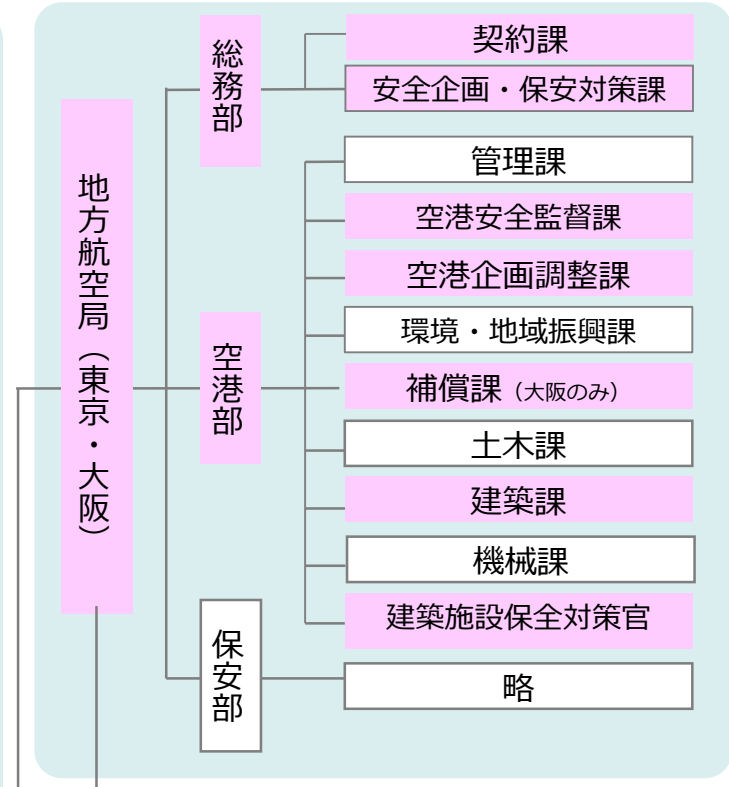 地方航空局（東京・大阪）
総務部
契約課
安全企画・保安対策課
空港部
管理課
空港安全監督課
空港企画調整課
環境・地域振興課
補償課（大阪のみ）
土木課
建築課
機械課
建築施設保全対策官
保安部
略